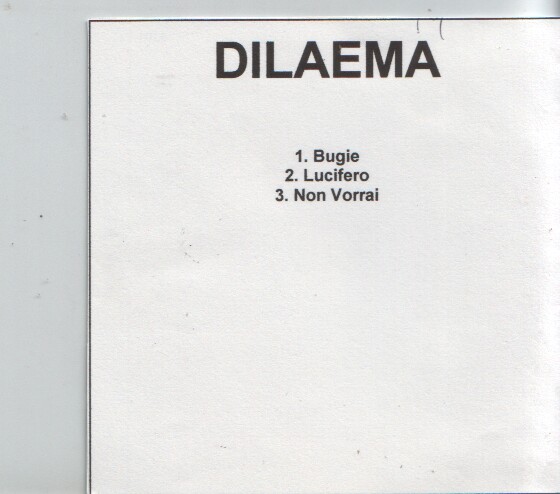 DILAEMA
1. Bugie
2. Lucifero
3. Non Vorrai